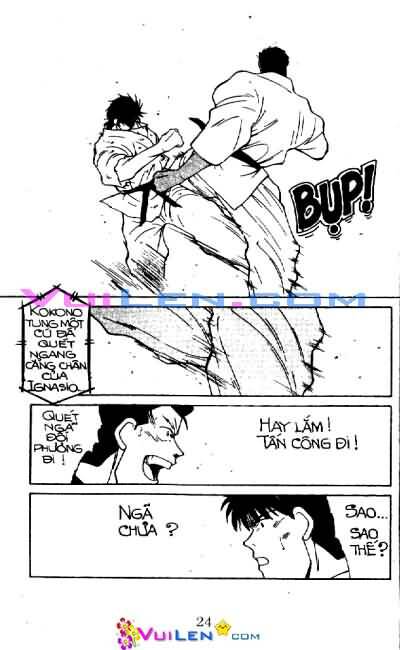 BỤP!
VUILEN.COM
KOKONO
TUNG MỘT
CÚ ĐÁ
QUÉT
NGANG
CẲNG CHÂN
CỦA
IGNASIO...
QUÉT
NGÃ
ĐỐI
PHƯƠNG
ĐI!
HAY LẮM!
TẤN CÔNG ĐI!
NGÃ
CHƯA?
SAO...
SAO
THẾ?
24
VUILEN.COM